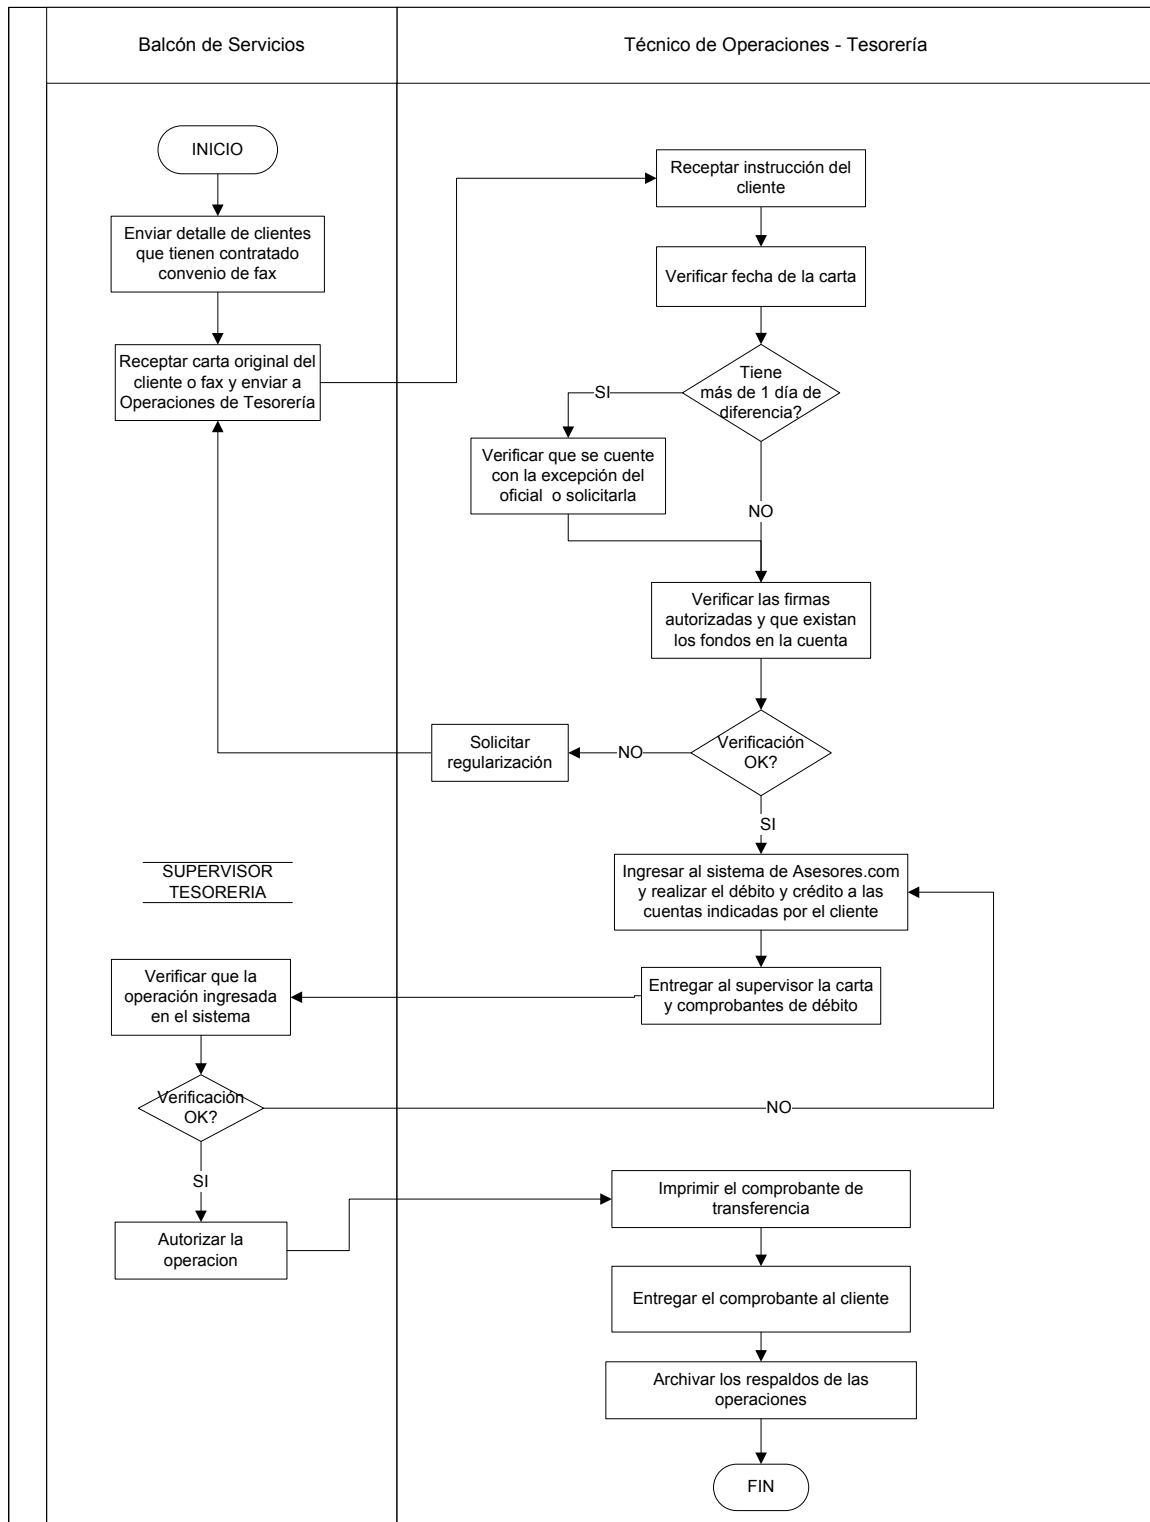 Balcón de Servicios
Técnico de Operaciones - Tesorería
INICIO
Enviar detalle de clientes
que tienen contratado
convenio de fax
Receptar carta original del
cliente o fax y enviar a
Operaciones de Tesorería
Receptar instrucción del
cliente
Verificar fecha de la carta
Tiene
más de 1 día de
diferencia?
SI
Verificar que se cuente
con la excepción del
oficial o solicitarla
NO
Verificar las firmas
autorizadas y que existan
los fondos en la cuenta
Verificación
OK?
NO
Solicitar
regularización
SI
SUPERVISOR
TESORERIA
Ingresar al sistema de Asesores.com
y realizar el débito y crédito a las
cuentas indicadas por el cliente
Entregar al supervisor la carta
y comprobantes de débito
Verificar que la
operación ingresada
en el sistema
Verificación
OK?
NO
SI
Autorizar la
operacion
Imprimir el comprobante de
transferencia
Entregar el comprobante al cliente
Archivar los respaldos de las
operaciones
FIN